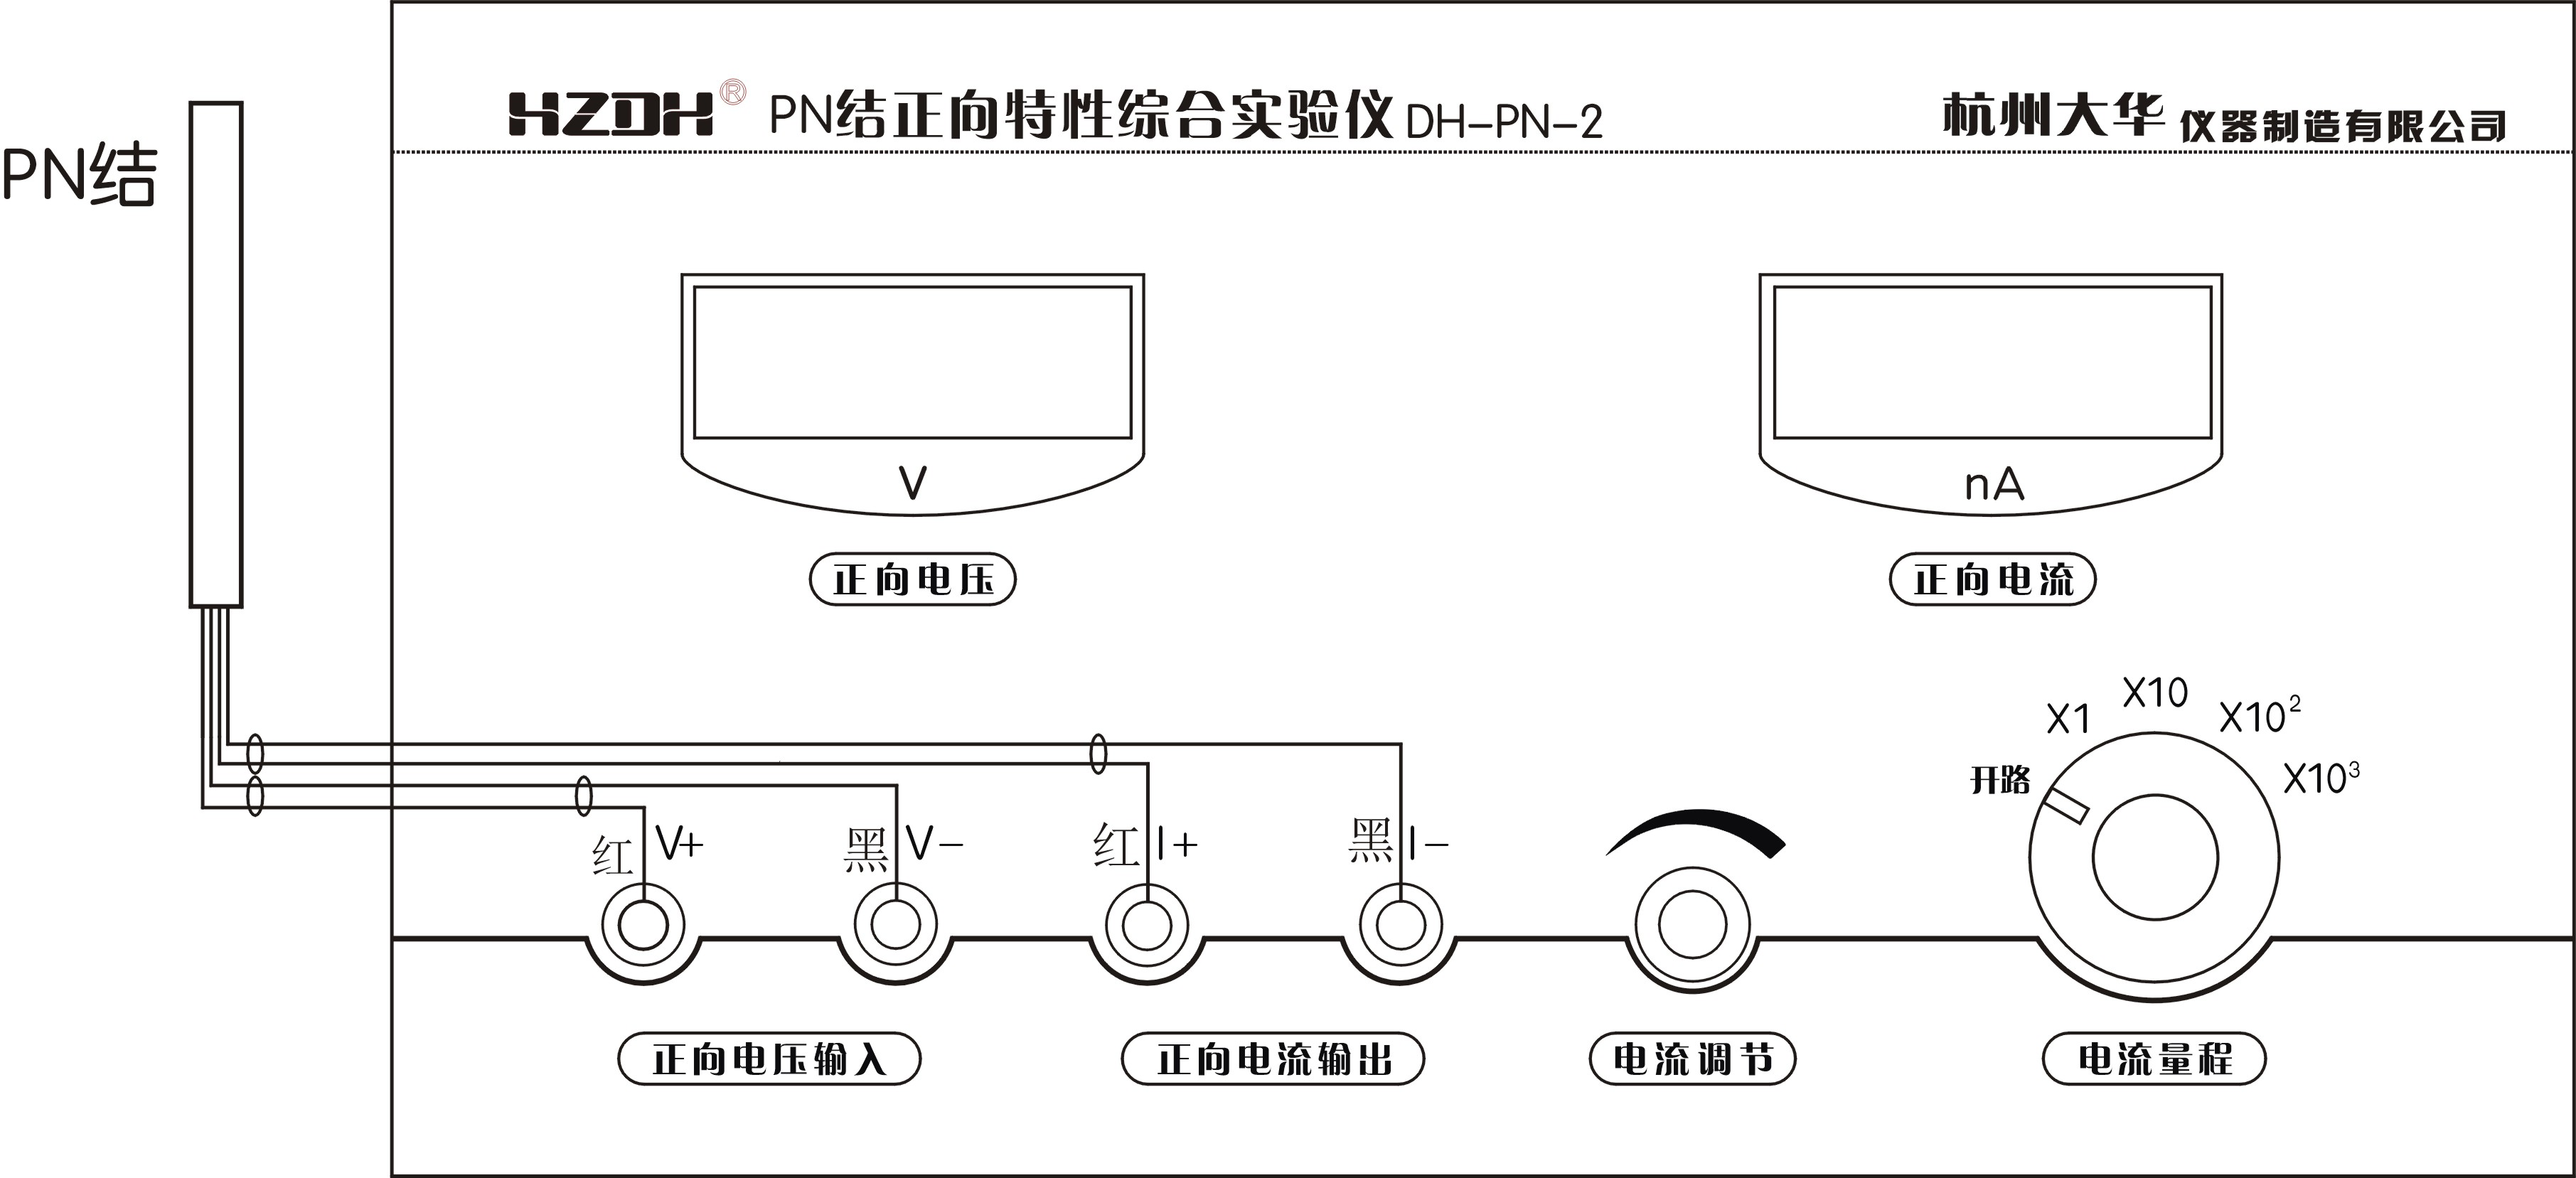 HZDH® PN结正向特性综合实验仪 DH-PN-2
杭州大华 仪器制造有限公司
PN结
V
nA
正向电压
正向电流
X1
X10
X10²
X10³
开路
红 V+
黑 V-
红 I+
黑 I-
正向电压输入
正向电流输出
电流调节
电流量程